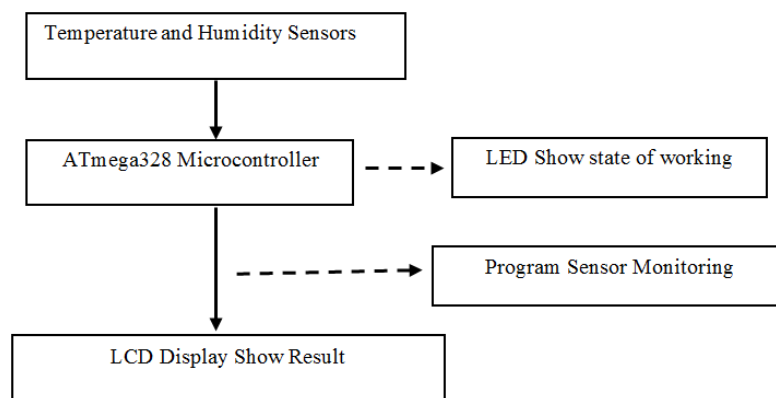 Temperature and Humidity Sensors
ATmega328 Microcontroller
LED Show state of working
Program Sensor Monitoring
LCD Display Show Result